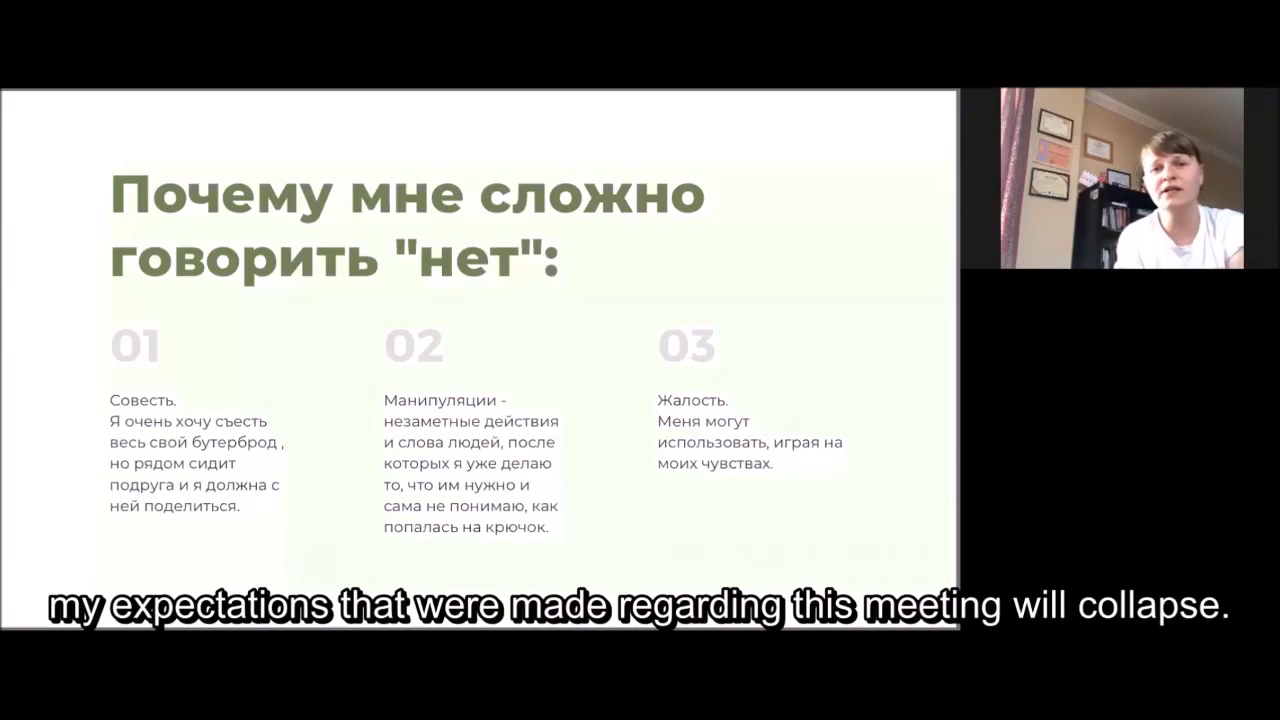 Почему мне сложно
говорить "нет":
01
Совесть.
Я очень хочу съесть
весь свой бутерброд ,
но рядом сидит
подруга и я должна с
ней поделиться.
02
Манипуляции -
незаметные действия
и слова людей, после
которых я уже делаю
то, что им нужно и
сама не понимаю, как
попалась на крючок.
03
Жалость.
Меня могут
использовать, играя на
моих чувствах.
my expectations that were made regarding this meeting will collapse.